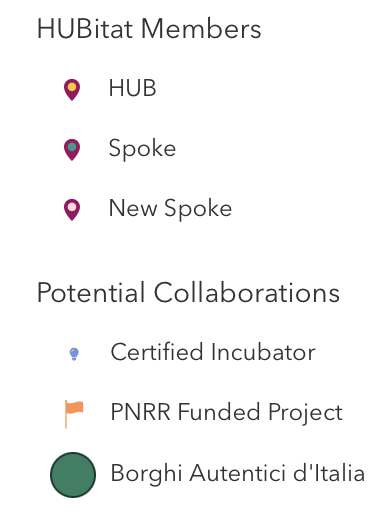 HUBitat Members
HUB
Spoke
New Spoke
Potential Collaborations
Certified Incubator
PNRR Funded Project
Borghi Autentici d'Italia